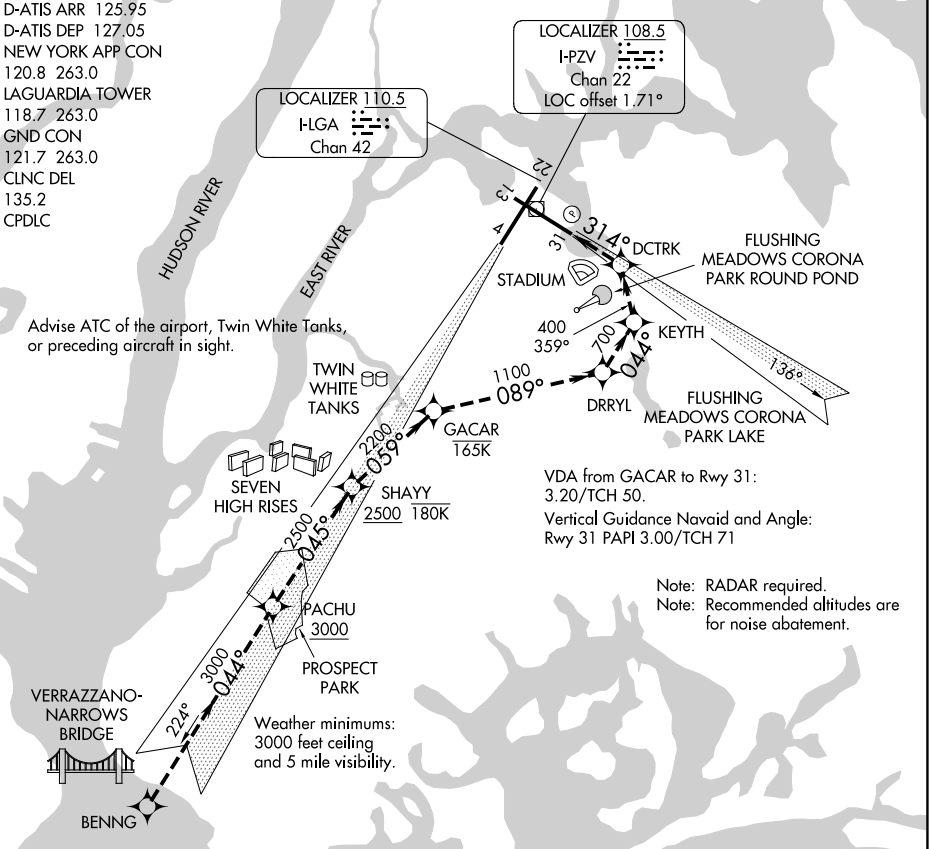 D-ATIS ARR 125.95
D-ATIS DEP 127.05
NEW YORK APP CON
120.8 263.0
LAGUARDIA TOWER
118.7 263.0
GND CON
121.7 263.0
CLNC DEL
135.2
CPDLC
LOCALIZER 108.5
I-PZV
Chan 22
LOC offset 1.71°
LOCALIZER 110.5
I-LGA
Chan 42
HUDSON RIVER
EAST RIVER
22
13
4
31
P
314°
DCTRK
STADIUM
FLUSHING
MEADOWS CORONA
PARK ROUND POND
Advise ATC of the airport, Twin White Tanks,
or preceding aircraft in sight.
400
359°
KEYTH
700
044°
136°
TWIN
WHITE
TANKS
1100
089°
DRRYL
FLUSHING
MEADOWS CORONA
PARK LAKE
GACAR
165K
2200
059°
SEVEN
HIGH RISES
SHAYY
2500 180K
VDA from GACAR to Rwy 31:
3.20/TCH 50.
Vertical Guidance Navaid and Angle:
Rwy 31 PAPI 3.00/TCH 71
2500
045°
Note: RADAR required.
Note: Recommended altitudes are
for noise abatement.
PACHU
3000
PROSPECT
PARK
3000
044°
224°
VERRAZZANO-
NARROWS
BRIDGE
Weather minimums:
3000 feet ceiling
and 5 mile visibility.
BENNG